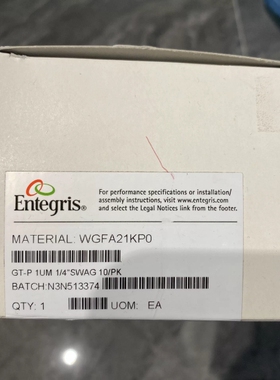 Entegris®
For performance specifications or installation/
assembly instructions, visit www.entegris.com
and select the Legal Notices link from the footer.
MATERIAL: WGFA21KP0
GT-P 1UM 1/4"SWAG 10/PK
BATCH:N3N513374
QTY: 1 UOM: EA